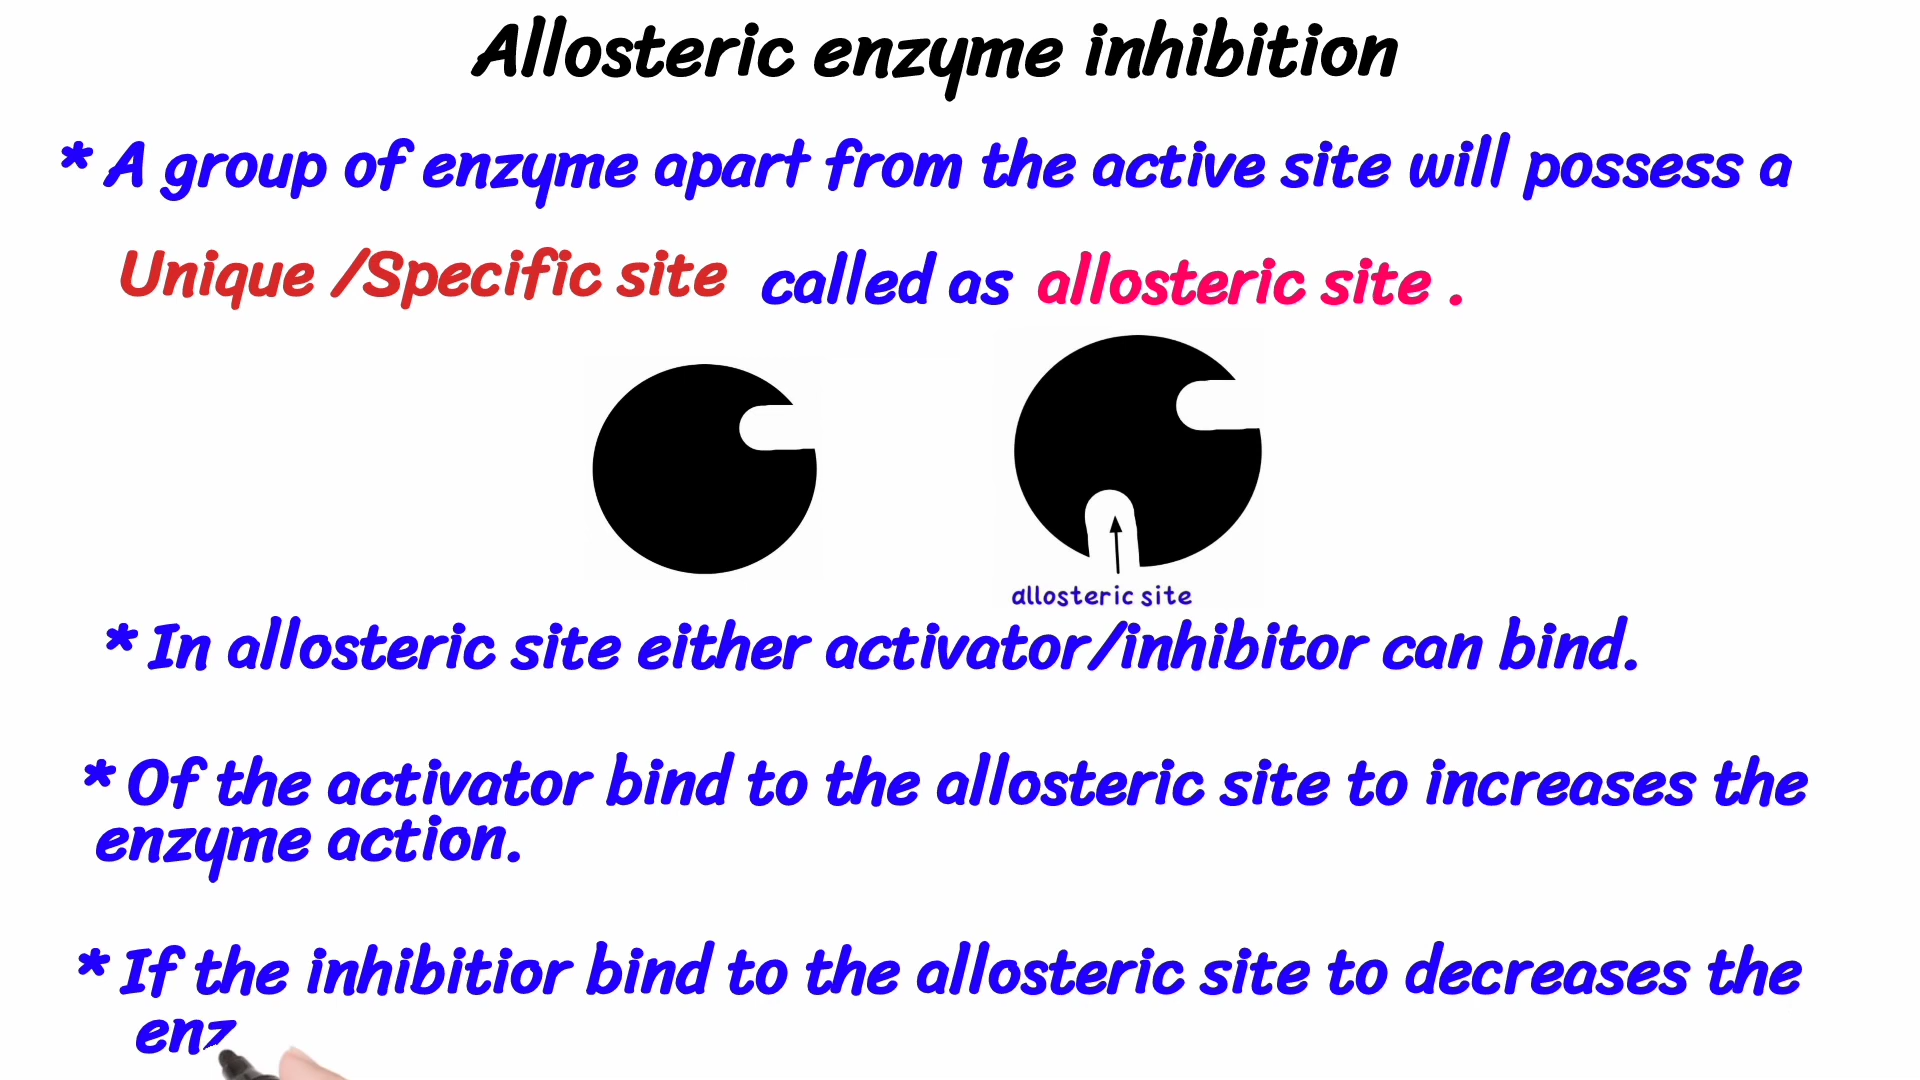 Allosteric enzyme inhibition
* A group of enzyme apart from the active site will possess a
Unique /Specific site called as allosteric site .
allosteric site
* In allosteric site either activator/inhibitor can bind.
* Of the activator bind to the allosteric site to increases the
enzyme action.
* If the inhibitior bind to the allosteric site to decreases the
enz